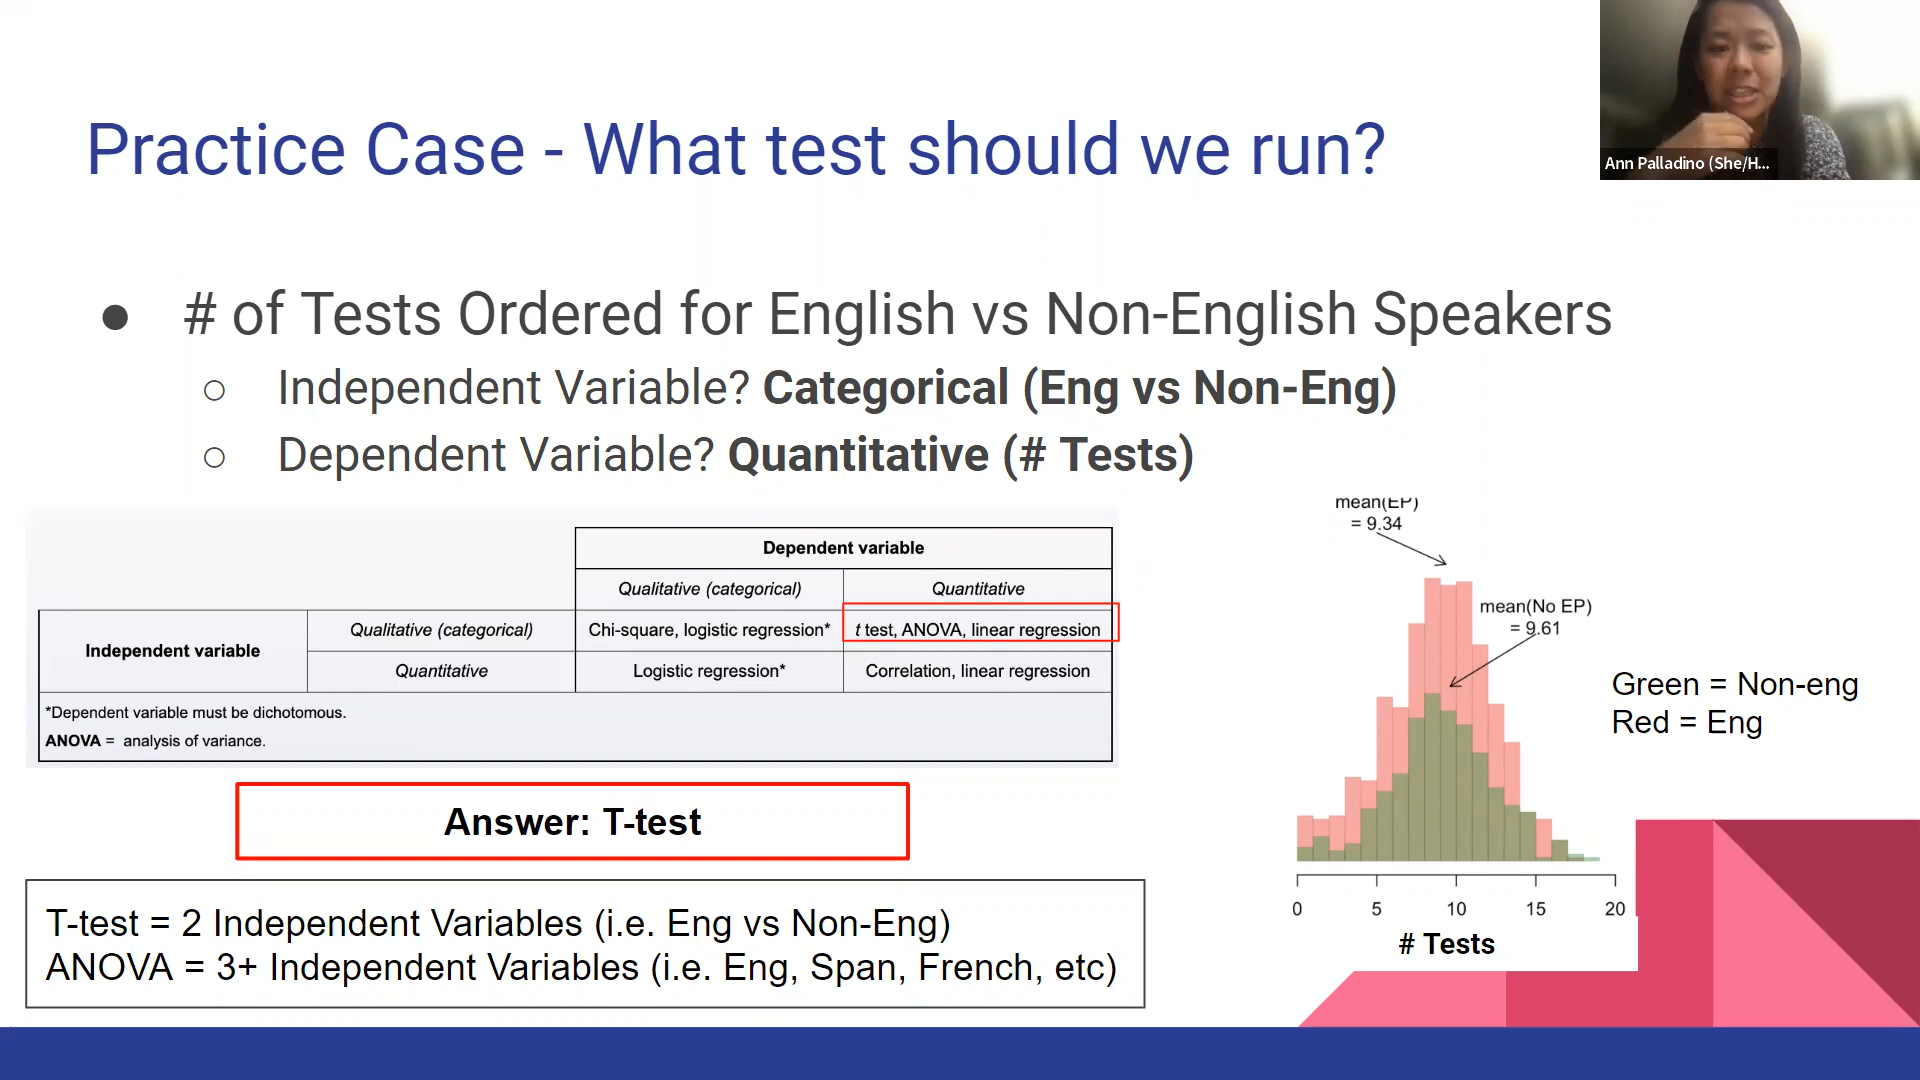 Ann Palladino (She/H...
Practice Case - What test should we run?
● # of Tests Ordered for English vs Non-English Speakers
○ Independent Variable? Categorical (Eng vs Non-Eng)
○ Dependent Variable? Quantitative (# Tests)
Dependent variable
Qualitative (categorical) Quantitative
Independent variable
Qualitative (categorical) Chi-square, logistic regression* t test, ANOVA, linear regression
Quantitative Logistic regression* Correlation, linear regression
*Dependent variable must be dichotomous.
ANOVA = analysis of variance.
Answer: T-test
T-test = 2 Independent Variables (i.e. Eng vs Non-Eng)
ANOVA = 3+ Independent Variables (i.e. Eng, Span, French, etc)
mean(EP)
= 9.34
mean(No EP)
= 9.61
Green = Non-eng
Red = Eng
0 5 10 15 20
# Tests